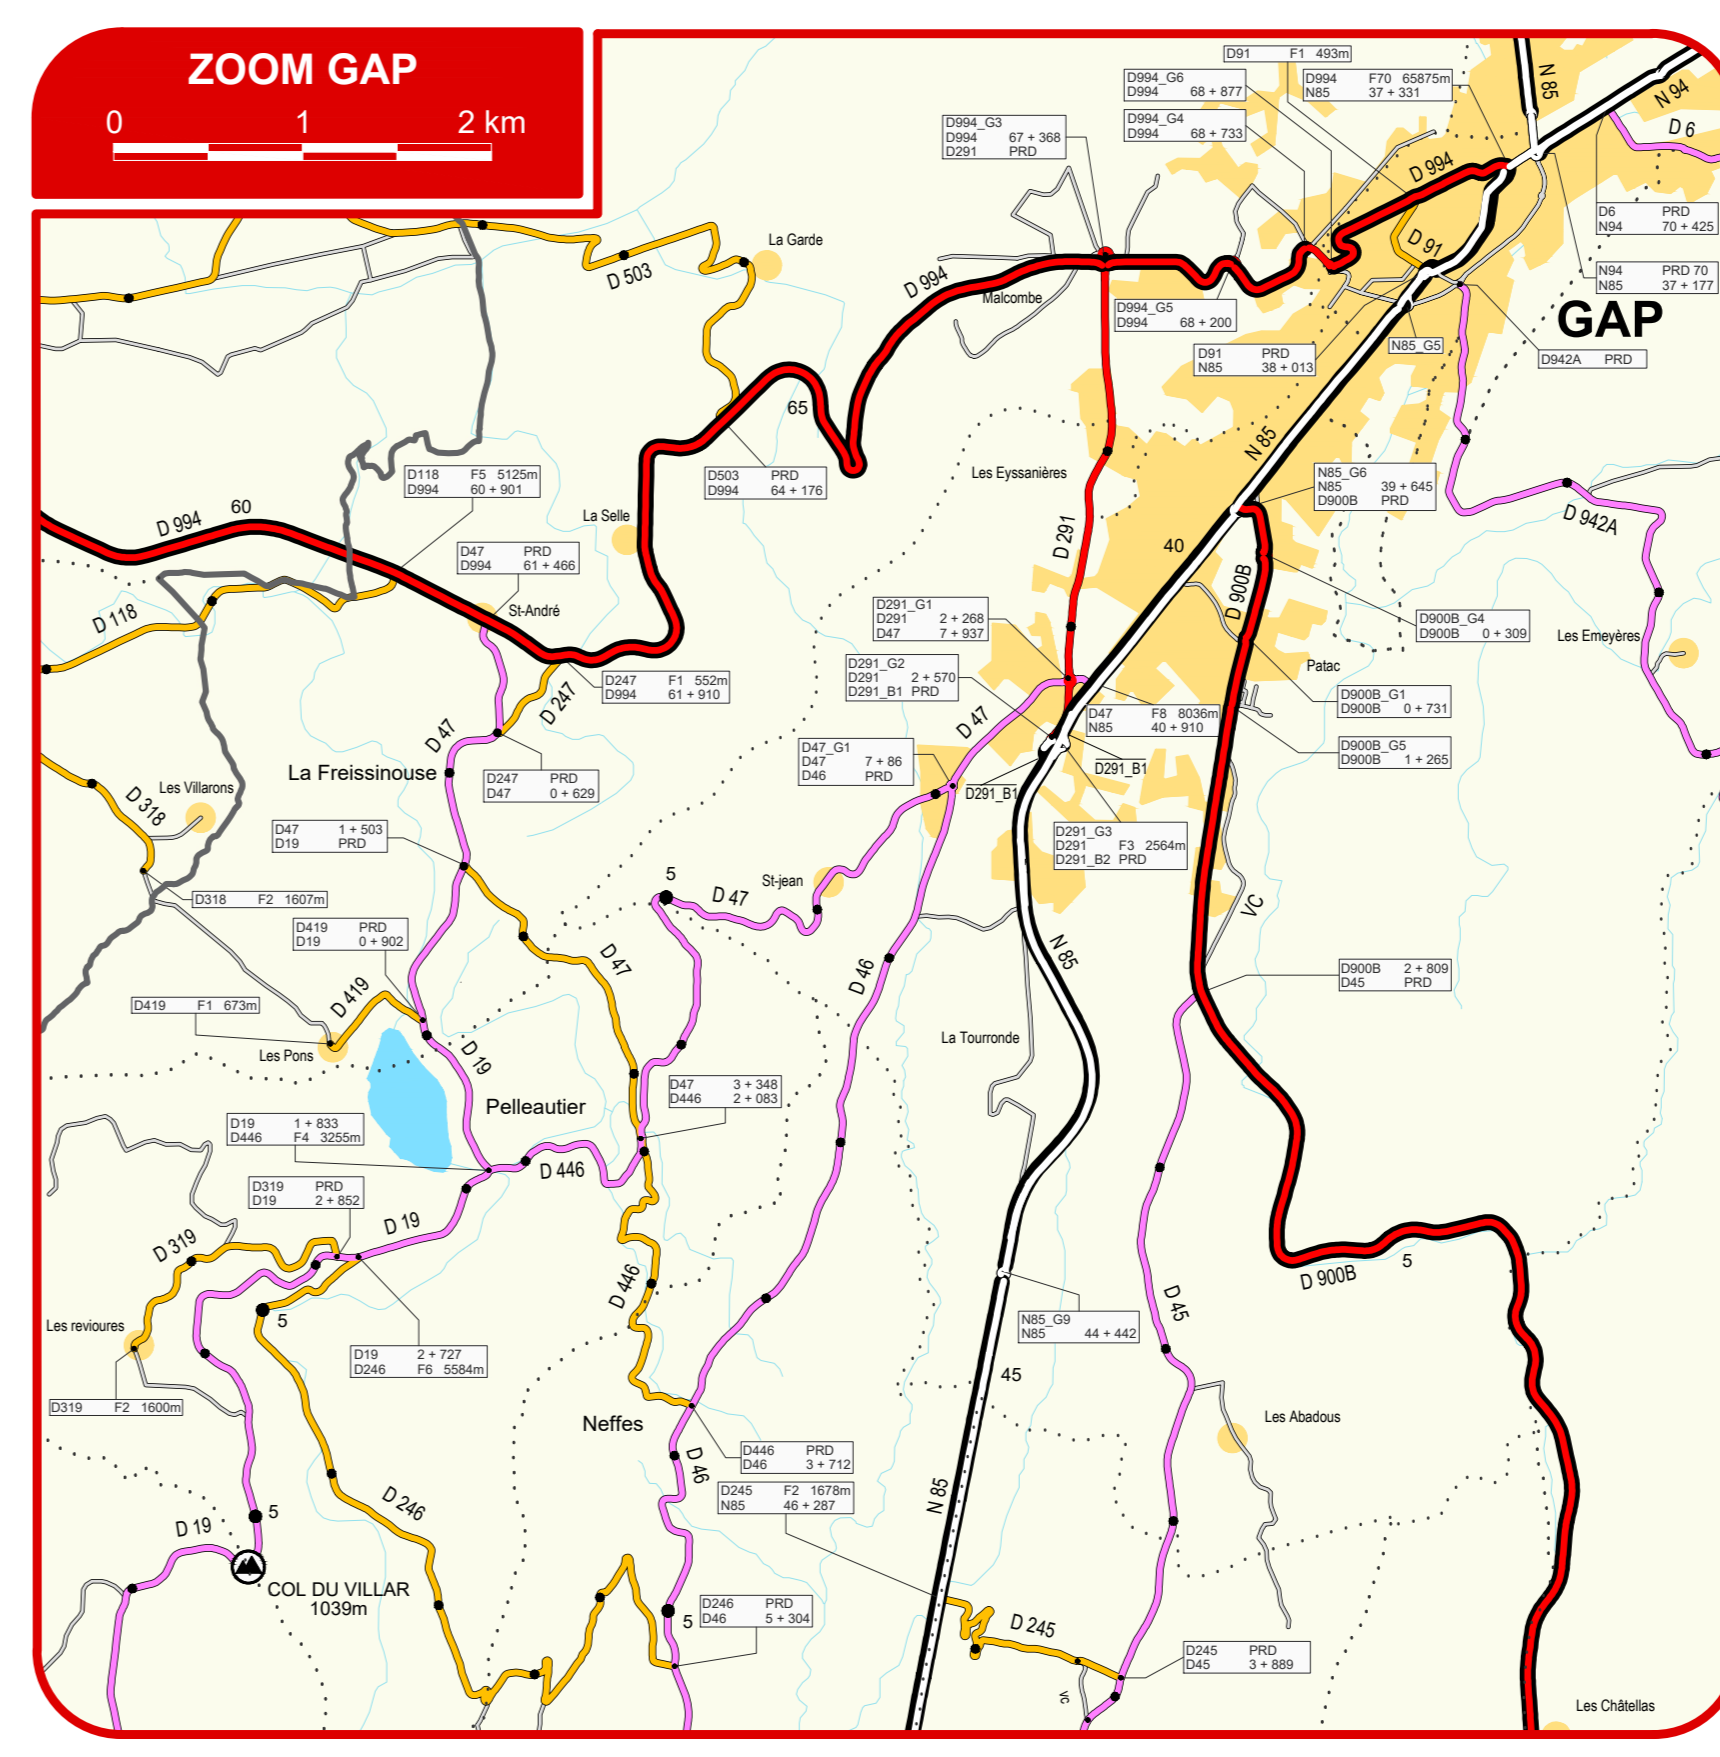 ZOOM GAP
0 1 2 km
D91 F1 493m
D994_G6
D994 68 + 877
D994 F70 65875m
N85 37 + 331
N 85
N 94
D 6
D994_G3
D994 67 + 368
D291 PRD
D994_G4
D994 68 + 733
D 994
D6 PRD
N94 70 + 425
La Garde
D 503
D 994
D 91
N94 PRD 70
N85 37 + 177
Malcombe
D994_G5
D994 68 + 200
GAP
N85_G5
D91 PRD
N85 38 + 013
D942A PRD
65
N 85
D118 F5 5125m
D994 60 + 901
D503 PRD
D994 64 + 176
Les Eyssanières
N85_G6
N85 39 + 645
D900B PRD
D 994
60
La Selle
D 942A
D 291
40
D47 PRD
D994 61 + 466
D 900B
D 118
St-André
D291_G1
D291 2 + 268
D47 7 + 937
D900B_G4
D900B 0 + 309
Les Emeyères
D291_G2
D291 2 + 570
D291_B1 PRD
Patac
D247 F1 552m
D994 61 + 910
D900B_G1
D900B 0 + 731
D 247
D 47
D 47
D47 F8 8036m
N85 40 + 910
D47_G1
D47 7 + 86
D46 PRD
D900B_G5
D900B 1 + 265
La Freissinouse
D247 PRD
D47 0 + 629
D291_B1
D291_B1
Les Villarons
D 318
D47 1 + 503
D19 PRD
D291_G3
D291 F3 2564m
D291_B2 PRD
5
St-jean
D318 F2 1607m
D 47
VC
D419 PRD
D19 0 + 902
D 47
D 46
N 85
D900B 2 + 809
D45 PRD
D419 F1 673m
D 419
La Tourronde
Les Pons
D 19
D47 3 + 348
D446 2 + 083
Pelleautier
D19 1 + 833
D446 F4 3255m
D 446
D319 PRD
D19 2 + 852
D 19
D 319
D 446
D 900B
5
D 45
Les revioures
5
N85_G9
N85 44 + 442
D19 2 + 727
D246 F6 5584m
45
D319 F2 1600m
Neffes
Les Abadous
D446 PRD
D46 3 + 712
D 46
D245 F2 1678m
N85 46 + 287
N 85
D 246
5
D 19
COL DU VILLAR
1039m
D246 PRD
D46 5 + 304
5
D 245
D245 PRD
D45 3 + 889
VC
Les Châtellas